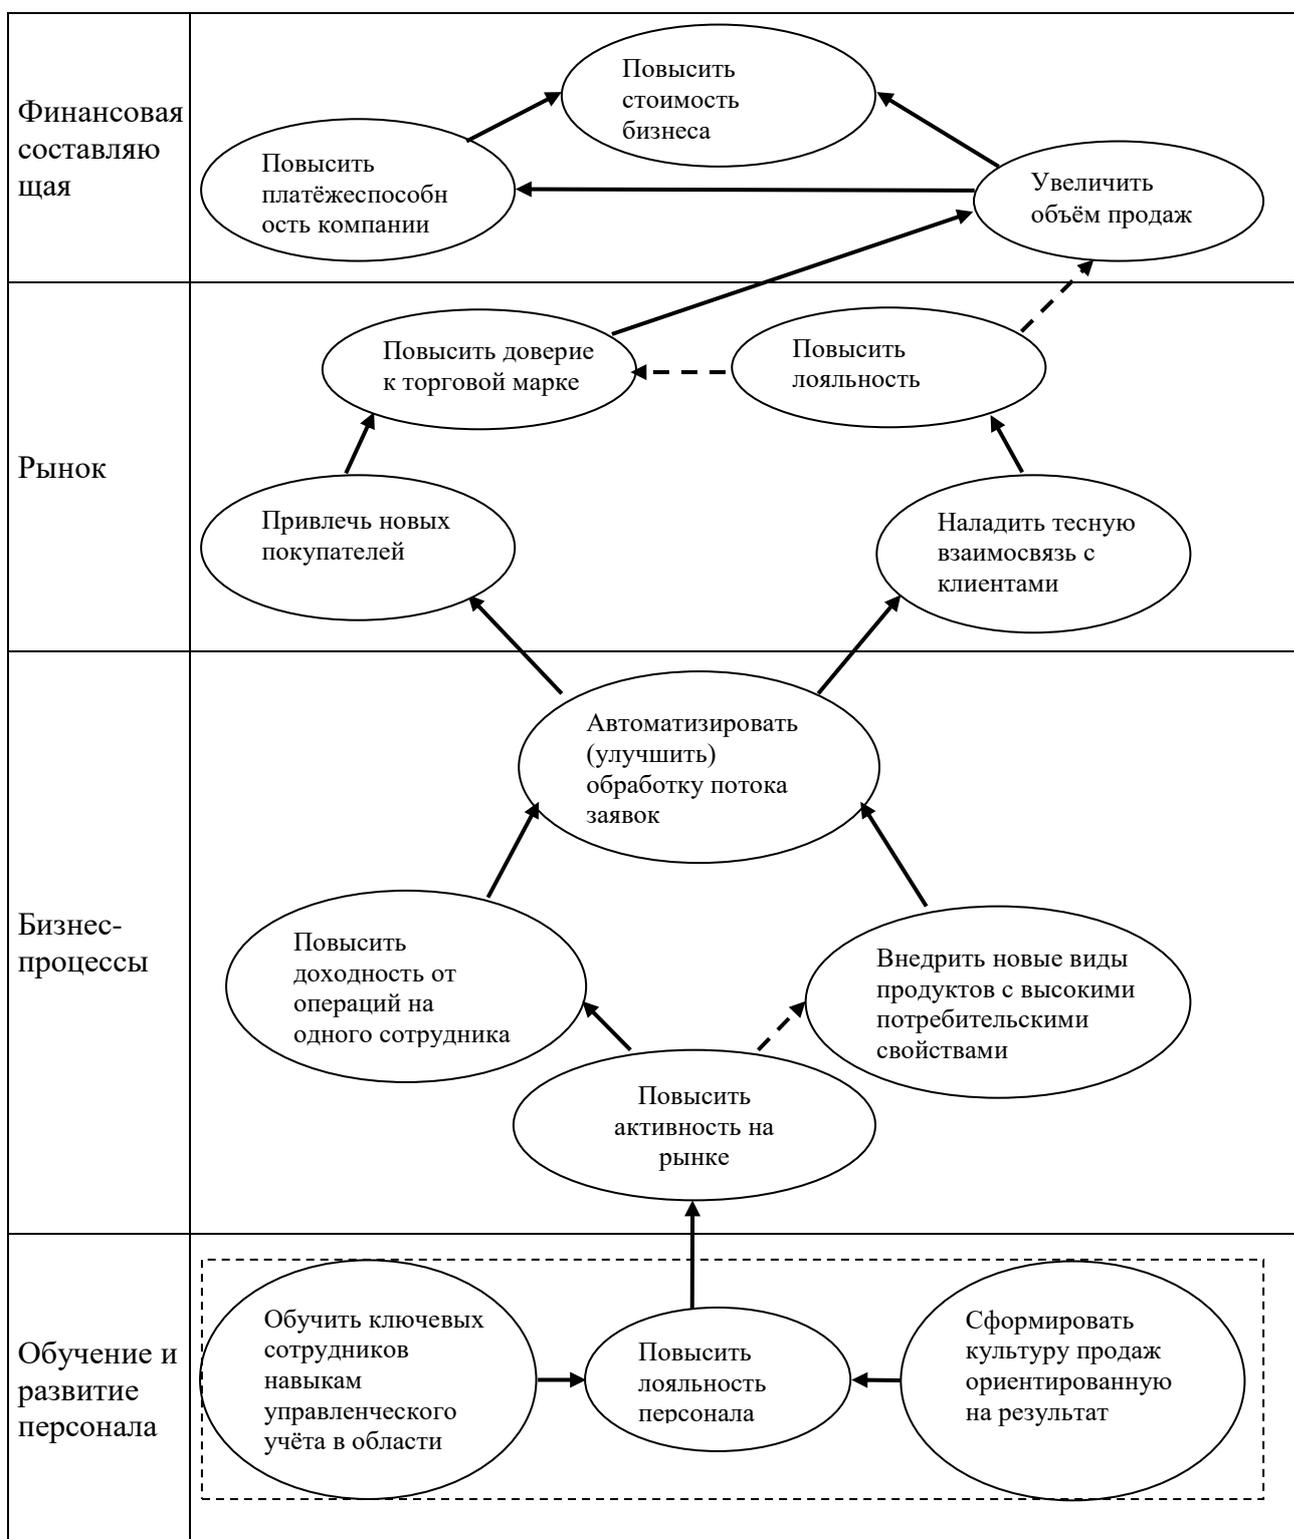 Финансовая
составляю
щая
Повысить
стоимость
бизнеса
Повысить
платёжеспособн
ость компании
Увеличить
объём продаж
Рынок
Повысить доверие
к торговой марке
Повысить
лояльность
Привлечь новых
покупателей
Наладить тесную
взаимосвязь с
клиентами
Бизнес-
процессы
Автоматизировать
(улучшить)
обработку потока
заявок
Повысить
доходность от
операций на
одного сотрудника
Внедрить новые виды
продуктов с высокими
потребительскими
свойствами
Повысить
активность на
рынке
Обучение и
развитие
персонала
Обучить ключевых
сотрудников
навыкам
управленческого
учёта в области
Повысить
лояльность
персонала
Сформировать
культуру продаж
ориентированную
на результат